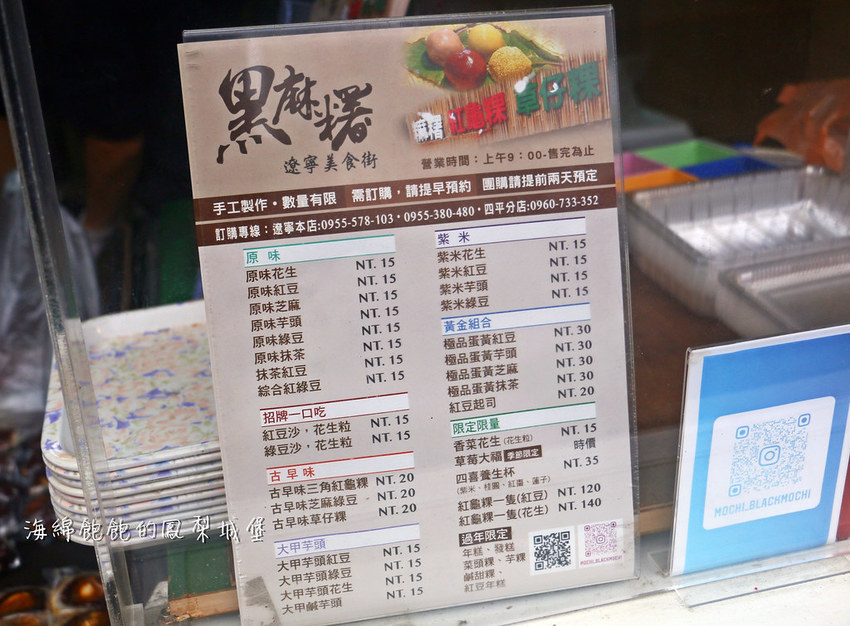 黑麻糬
遼寧美食街
麻糬 紅龜粿 草仔粿
營業時間：上午9：00-售完為止
手工製作・數量有限 需訂購，請提早預約 團購請提前兩天預定
訂購專線：遼寧本店:0955-578-103・0955-380-480・四平分店:0960-733-352
原味
原味花生 NT. 15
原味紅豆 NT. 15
原味芝麻 NT. 15
原味芋頭 NT. 15
原味綠豆 NT. 15
原味抹茶 NT. 15
抹茶紅豆 NT. 15
綜合紅綠豆
招牌一口吃
紅豆沙，花生粒 NT. 15
綠豆沙，花生粒 NT. 15
古早味
古早味三角紅龜粿 NT. 20
古早味芝麻綠豆 NT. 20
古早味草仔粿 NT. 20
大甲芋頭
大甲芋頭紅豆 NT. 15
大甲芋頭綠豆 NT. 15
大甲芋頭花生 NT. 15
大甲鹹芋頭
紫米
紫米花生 NT. 15
紫米紅豆 NT. 15
紫米芋頭 NT. 15
紫米綠豆 NT. 15
黃金組合
極品蛋黃紅豆 NT. 30
極品蛋黃芋頭 NT. 30
極品蛋黃芝麻 NT. 30
極品蛋黃抹茶 NT. 30
紅豆起司 NT. 20
限定限量
香菜花生(花生粒) NT. 15
草莓大福 季節限定 時價
四喜養生杯 NT. 35
(紫米、桂圓、紅棗、蓮子)
紅龜粿一隻(紅豆) NT. 120
紅龜粿一隻(花生) NT. 140
過年限定
年糕、發糕
菜頭粿、芋粿
鹹甜粿、
紅豆年糕
MOCHI.BLACKMOCHI
MOCHI.BLACKMOCHI
海綿飽飽的鳳梨城堡